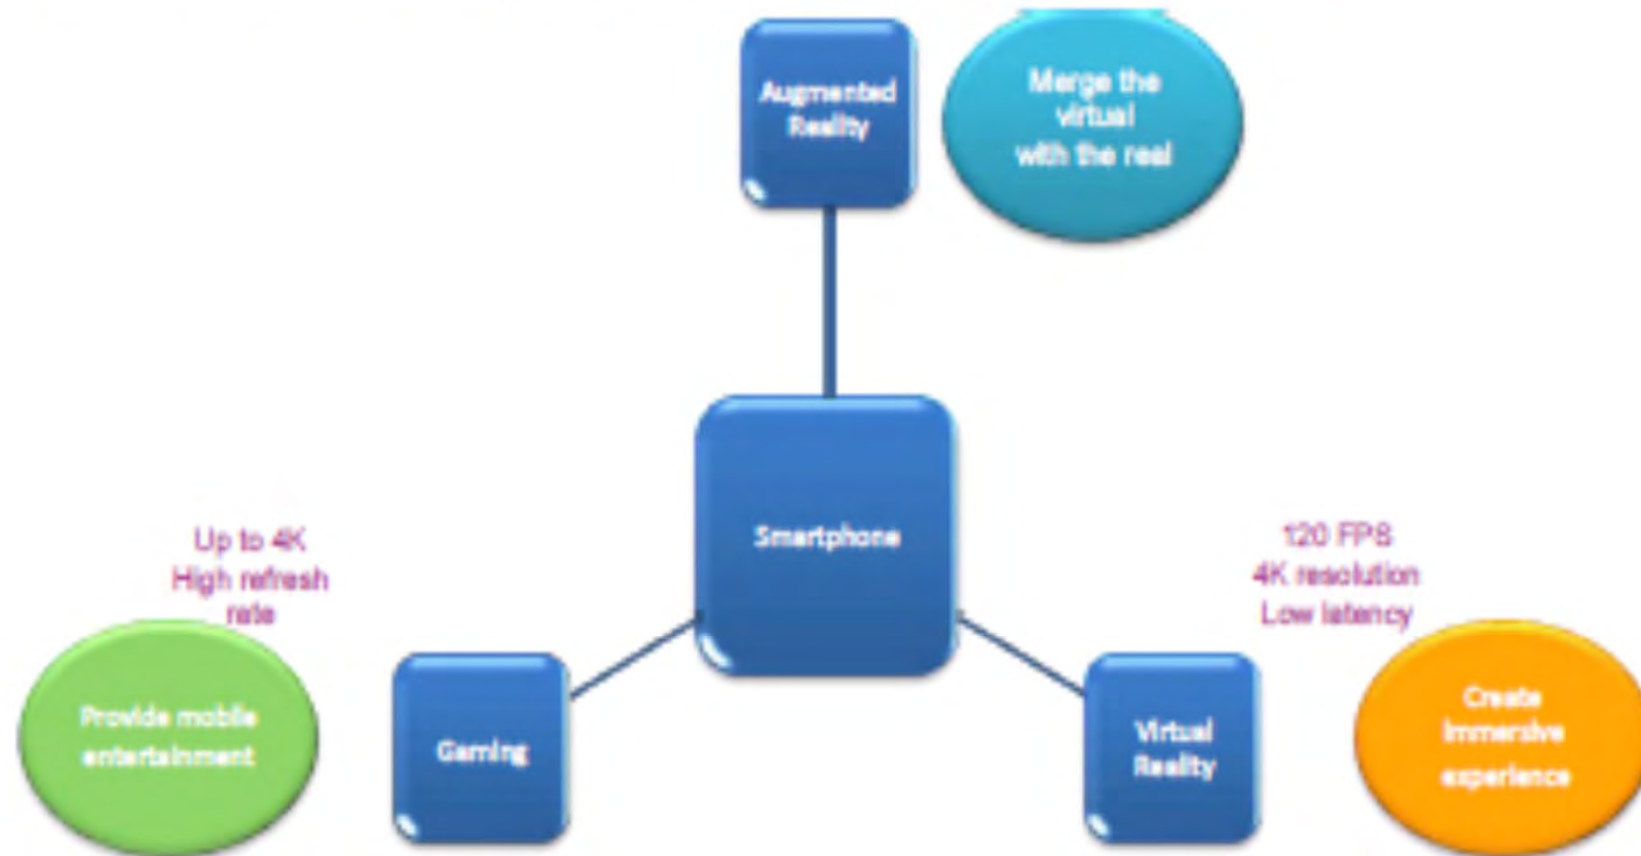 Augmented
Reality
Merge the
virtual
with the real
Smartphone
Up to 4K
High refresh
rate
120 FPS
4K resolution
Low latency
Provide mobile
entertainment
Gaming
Virtual
Reality
Create
immersive
experience